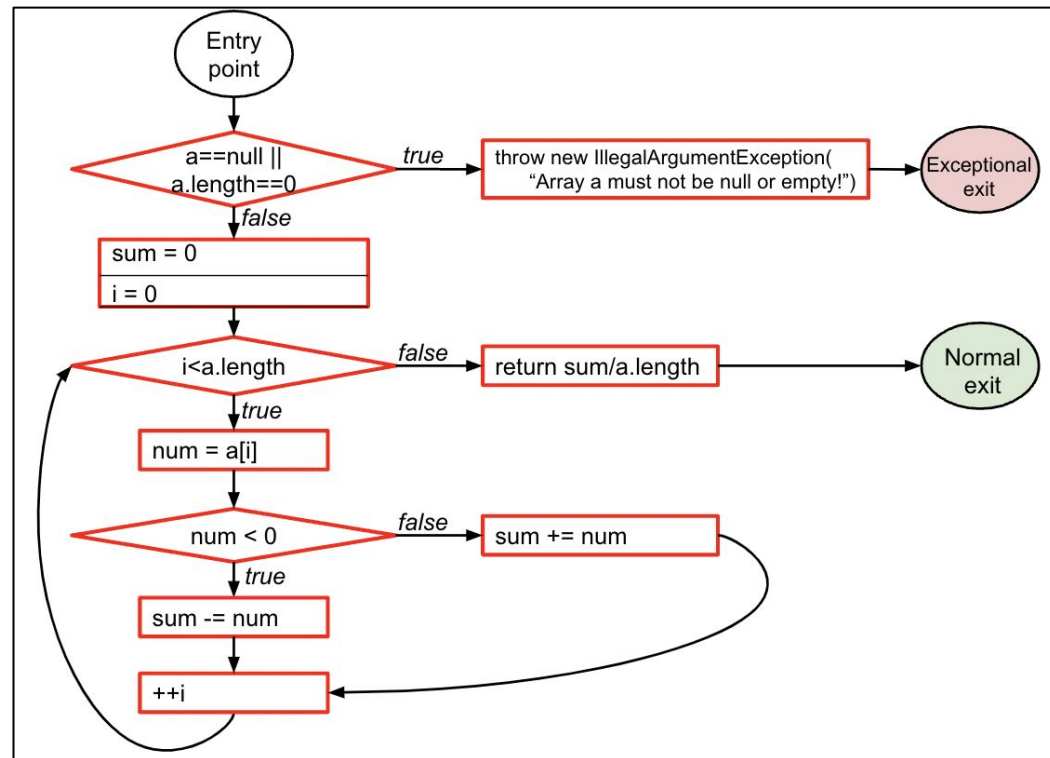 Entry
point
a==null ||
a.length==0
true
throw new IllegalArgumentException(
“Array a must not be null or empty!”)
Exceptional
exit
false
sum = 0
i = 0
i<a.length
false
return sum/a.length
Normal
exit
true
num = a[i]
num < 0
false
sum += num
true
sum -= num
++i